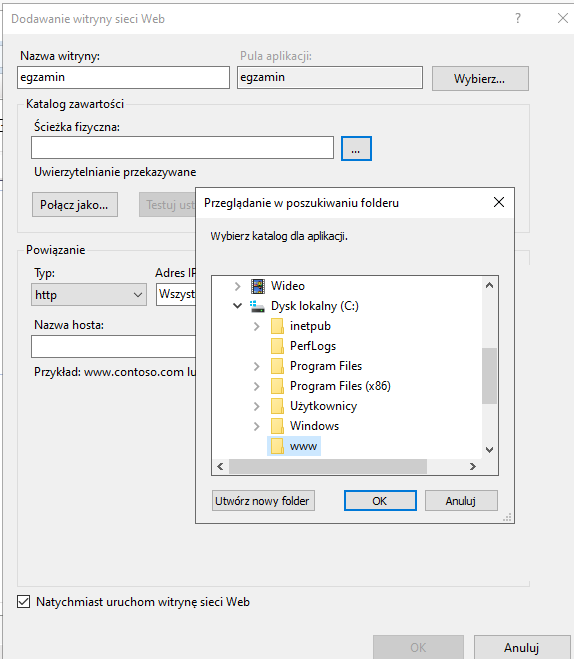 Dodawanie witryny sieci Web
?
Nazwa witryny:
Pula aplikacji:
egzamin
egzamin
Wybierz...
Katalog zawartości
Ścieżka fizyczna:
...
Uwierzytelnianie przekazywane
Połącz jako...
Testuj ust
Przeglądanie w poszukiwaniu folderu
Wybierz katalog dla aplikacji.
Wideo
Dysk lokalny (C:)
inetpub
PerfLogs
Program Files
Program Files (x86)
Użytkownicy
Windows
www
Utwórz nowy folder
OK
Anuluj
Powiązanie
Typ:
Adres IP
http
Wszyst
Nazwa hosta:
Przykład: www.contoso.com lu
Natychmiast uruchom witrynę sieci Web
OK
Anuluj